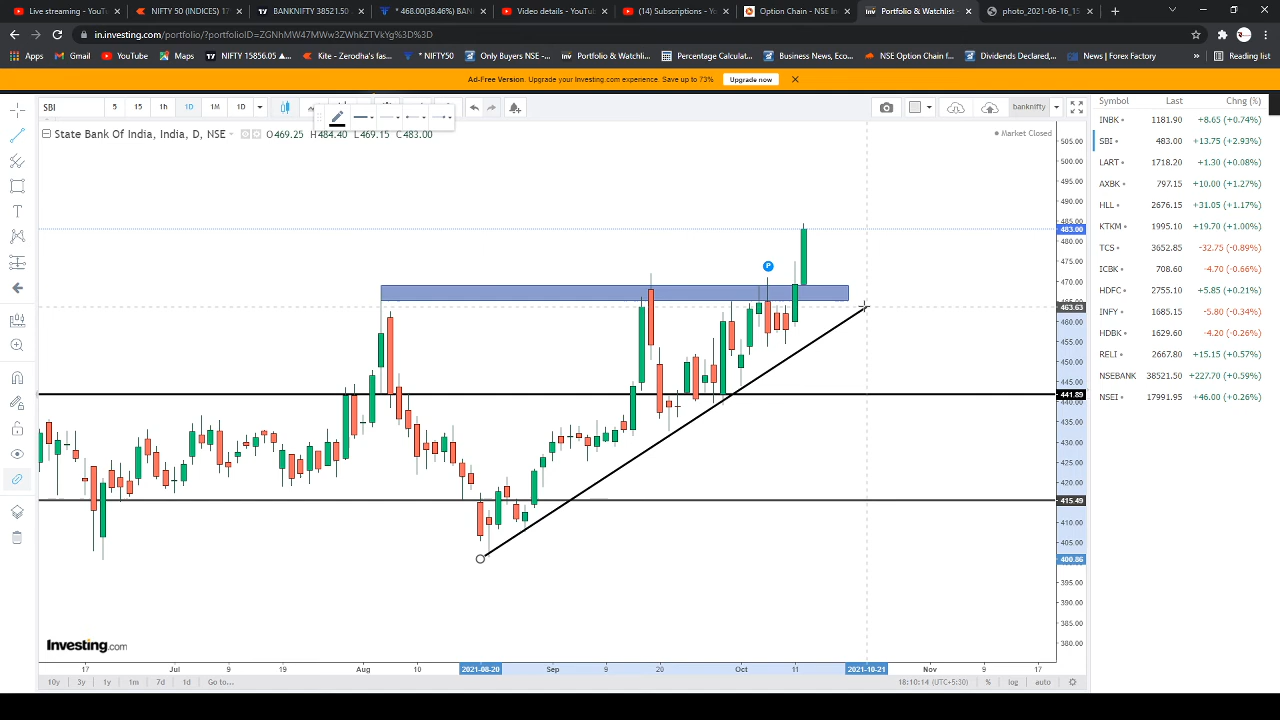 Live streaming - YouTu
NIFTY 50 (INDICES) 17
BANKNIFTY 38521.50
* 468.00(38.46%) BAN
Video details - YouTub
(14) Subscriptions - Yo
Option Chain - NSE In
Portfolio & Watchlist -
photo_2021-06-16_15
in.investing.com/portfolio/?portfolioID=ZGNhMW47MWw3ZWhkZTVkYg%3D%3D
Apps
Gmail
YouTube
Maps
NIFTY 15856.05 ▲...
Kite - Zerodha's fas...
* NIFTY50
Portfolio & Watchli...
Percentage Calculat...
Business News, Eco...
NSE Option Chain f...
Dividends Declared,...
News | Forex Factory
Reading list
Ad-Free Version Upgrade your Investing.com experience. Save up to 73%
Upgrade now
SBI
5
15
1h
1D
1M
1D
banknifty
State Bank Of India, India, D, NSE
O469.25 H484.40 L469.15 C483.00
Market Closed
505.00
500.00
495.00
490.00
485.00
483.00
480.00
475.00
470.00
465.00
463.63
460.00
455.00
450.00
445.00
441.89
440.00
435.00
430.00
425.00
420.00
415.49
410.00
405.00
400.86
395.00
390.00
385.00
380.00
P
Investing.com
17
Jul
9
19
Aug
10
2021-08-20
Sep
9
20
Oct
11
2021-10-21
Nov
9
17
10y
3y
1y
1m
7d
1d
Go to...
18:10:14 (UTC+5:30)
%
log
auto
Symbol Last Chng (%)
INBK 1181.90 +8.65 (+0.74%)
SBI 483.00 +13.75 (+2.93%)
LART 1718.20 +1.30 (+0.08%)
AXBK 797.15 +10.00 (+1.27%)
HLL 2676.15 +31.05 (+1.17%)
KTKM 1995.10 +19.70 (+1.00%)
TCS 3652.85 -32.75 (-0.89%)
ICBK 708.60 -4.70 (-0.66%)
HDFC 2755.10 +5.85 (+0.21%)
INFY 1685.15 -5.80 (-0.34%)
HDBK 1629.60 -4.20 (-0.26%)
RELI 2667.80 +15.15 (+0.57%)
NSEBANK 38521.50 +227.70 (+0.59%)
NSEI 17991.95 +46.00 (+0.26%)